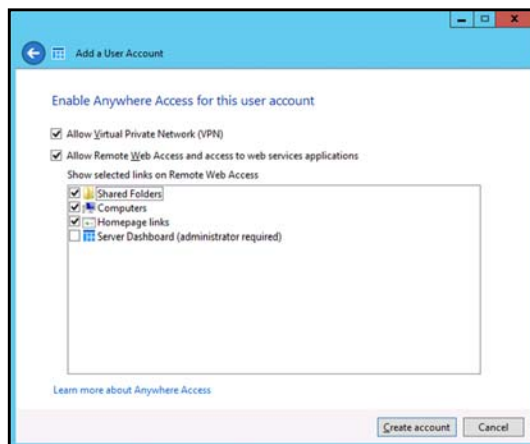 Add a User Account
Enable Anywhere Access for this user account
Allow Virtual Private Network (VPN)
Allow Remote Web Access and access to web services applications
Show selected links on Remote Web Access
Shared Folders
Computers
Homepage links
Server Dashboard (administrator required)
Learn more about Anywhere Access
Create account Cancel